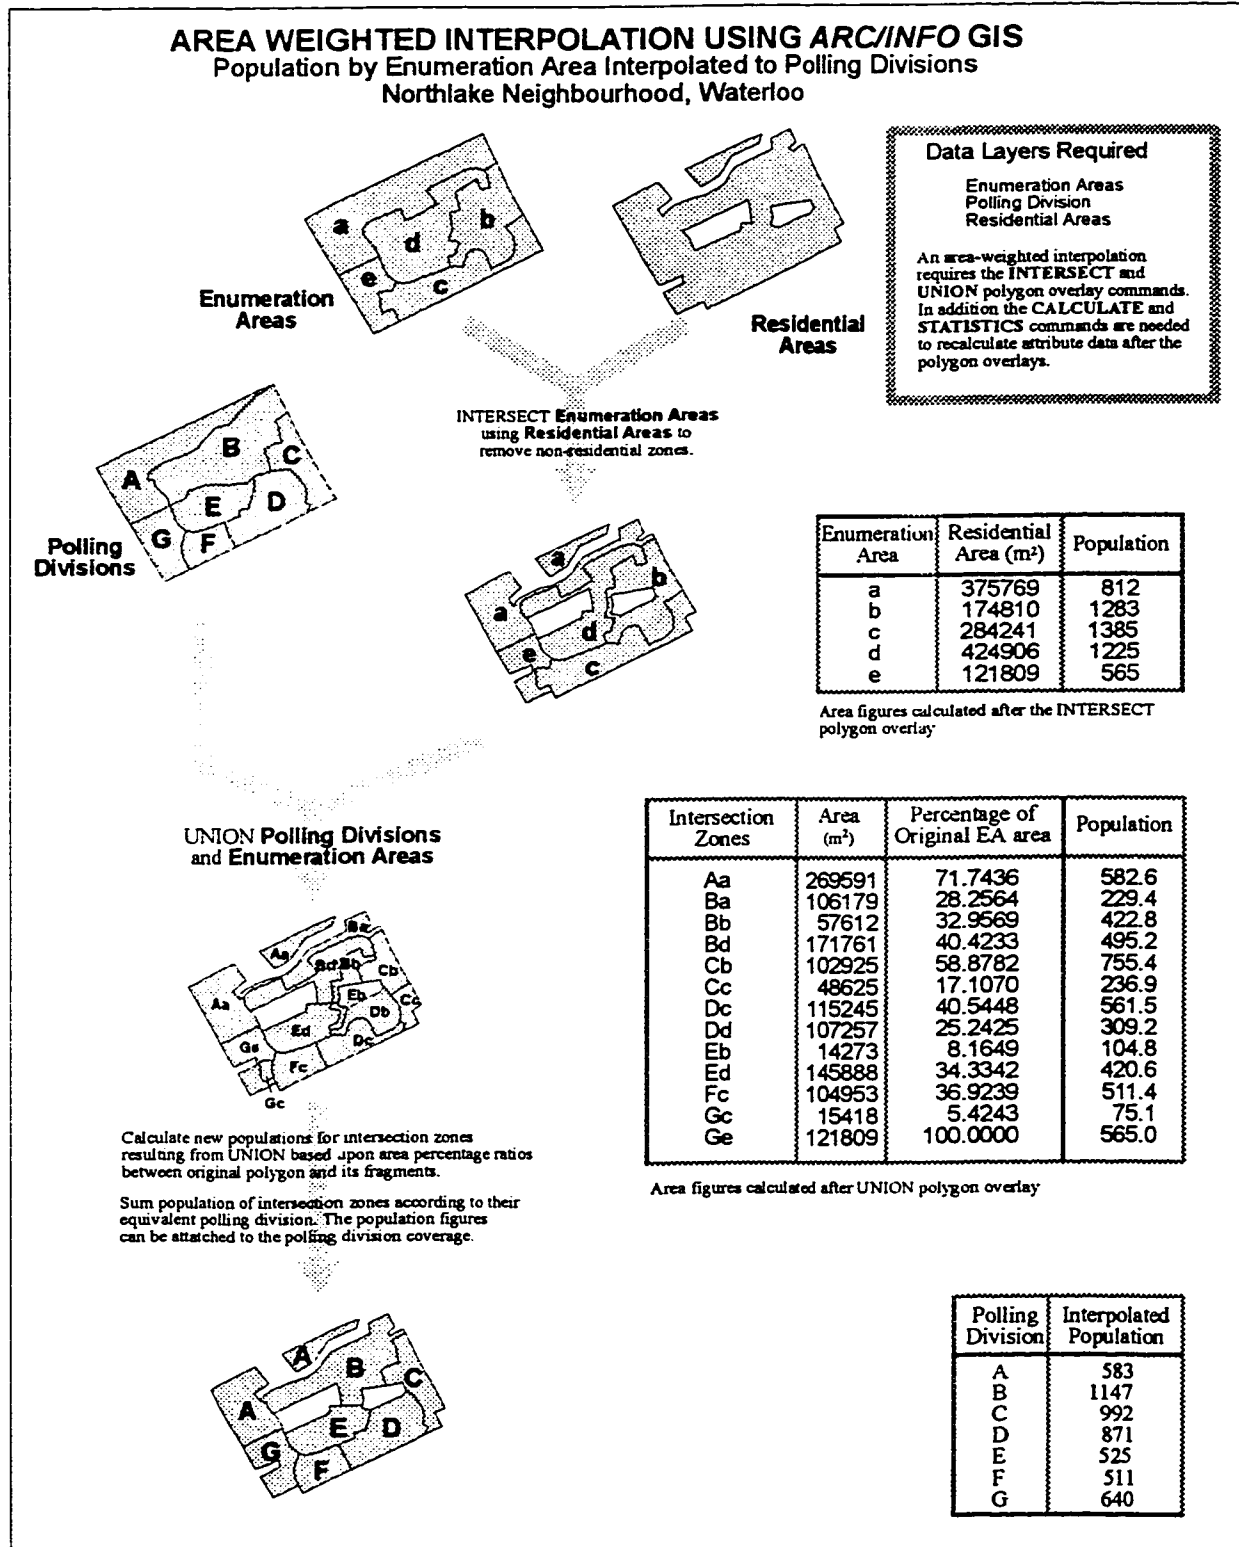 AREA WEIGHTED INTERPOLATION USING ARC/INFO GIS
Population by Enumeration Area Interpolated to Polling Divisions
Northlake Neighbourhood, Waterloo
a
b
d
e
c
Enumeration
Areas
Residential
Areas
Data Layers Required
Enumeration Areas
Polling Division
Residential Areas
An area-weighted interpolation
requires the INTERSECT and
UNION polygon overlay commands.
In addition the CALCULATE and
STATISTICS commands are needed
to recalculate attribute data after the
polygon overlays.
INTERSECT Enumeration Areas
using Residential Areas to
remove non-residential zones.
A
B
C
E
D
G
F
Polling
Divisions
a
b
a
d
e
c
Enumeration Area | Residential Area (m²) | Population
a 375769 812
b 174810 1283
c 284241 1385
d 424906 1225
e 121809 565
Area figures calculated after the INTERSECT
polygon overlay
UNION Polling Divisions
and Enumeration Areas
Aa
Ba
Bd
Bb
Cb
Aa
Eb
Cc
Db
Ed
Dc
Ge
Fc
Gc
Intersection Zones | Area (m²) | Percentage of Original EA area | Population
Aa 269591 71.7436 582.6
Ba 106179 28.2564 229.4
Bb 57612 32.9569 422.8
Bd 171761 40.4233 495.2
Cb 102925 58.8782 755.4
Cc 48625 17.1070 236.9
Dc 115245 40.5448 561.5
Dd 107257 25.2425 309.2
Eb 14273 8.1649 104.8
Ed 145888 34.3342 420.6
Fc 104953 36.9239 511.4
Gc 15418 5.4243 75.1
Ge 121809 100.0000 565.0
Area figures calculated after UNION polygon overlay
Calculate new populations for intersection zones
resulting from UNION based upon area percentage ratios
between original polygon and its fragments.
Sum population of intersection zones according to their
equivalent polling division. The population figures
can be attatched to the polling division coverage.
A
B
C
A
E
D
G
F
Polling Division | Interpolated Population
A 583
B 1147
C 992
D 871
E 525
F 511
G 640